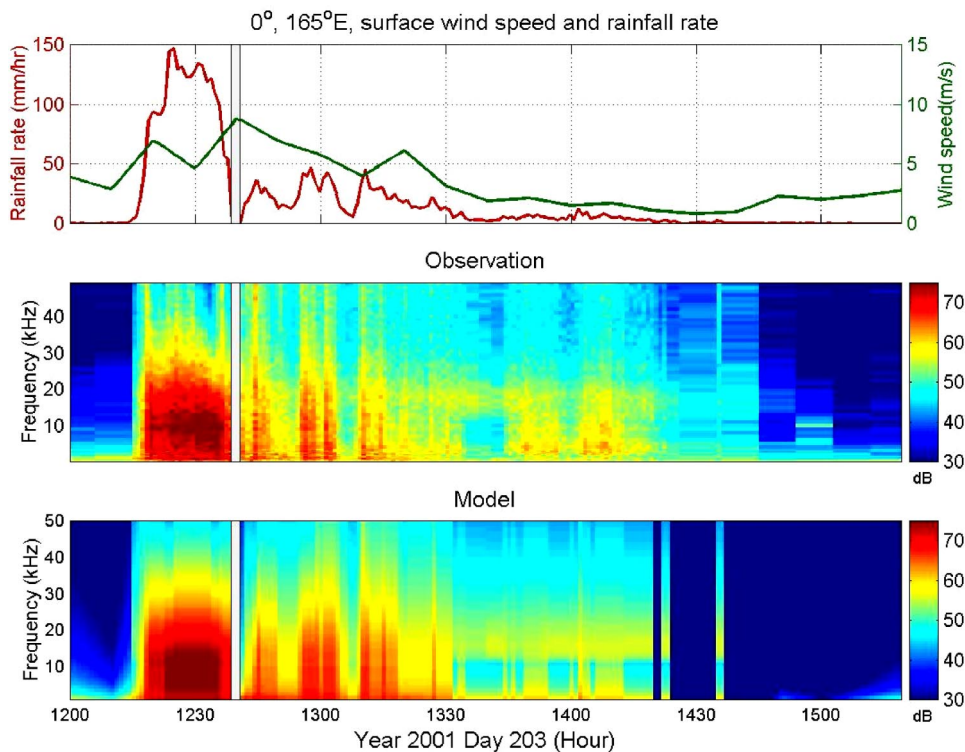 0°, 165°E, surface wind speed and rainfall rate
Rainfall rate (mm/hr)
150
100
50
0
15
10
5
0
Wind speed(m/s)
Observation
Frequency (kHz)
40
30
20
10
70
60
50
40
30
dB
Model
Frequency (kHz)
50
40
30
20
10
70
60
50
40
30
dB
1200 1230 1300 1330 1400 1430 1500
Year 2001 Day 203 (Hour)